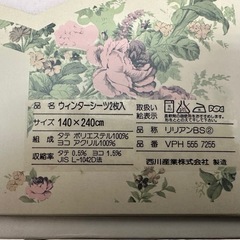 品名 ウィンターシーツ2枚入
サイズ 140×240cm
組成 タテ ポリエステル100%
ヨコ アクリル100%
収縮率 タテ 0.5% ヨコ 1.5%
JIS L-1042D法
取扱い
絵表示
品名 リリアンBS②
品番 VPH 555 7255
西川産業株式会社 製造